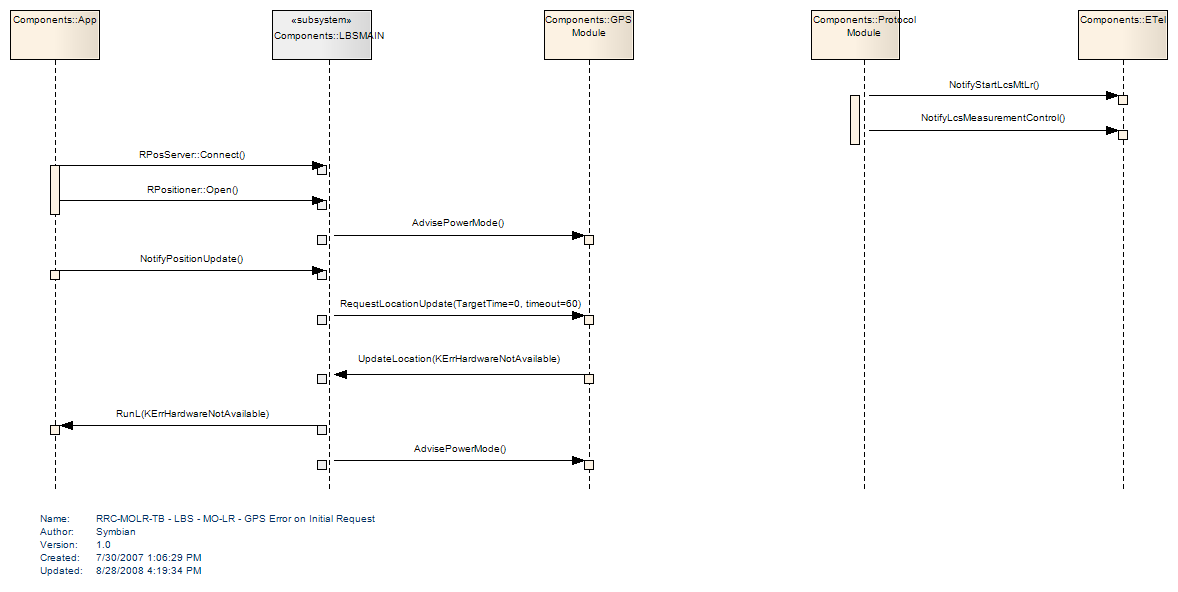 Components::App
«subsystem»
Components::LBSMAIN
Components::GPS
Module
Components::Protocol
Module
Components::ETel
NotifyStartLcsMtLr()
NotifyLcsMeasurementControl()
RPosServer::Connect()
RPositioner::Open()
AdvisePowerMode()
NotifyPositionUpdate()
RequestLocationUpdate(TargetTime=0, timeout=60)
UpdateLocation(KErrHardwareNotAvailable)
RunL(KErrHardwareNotAvailable)
AdvisePowerMode()
Name: RRC-MOLR-TB - LBS - MO-LR - GPS Error on Initial Request
Author: Symbian
Version: 1.0
Created: 7/30/2007 1:06:29 PM
Updated: 8/28/2008 4:19:34 PM